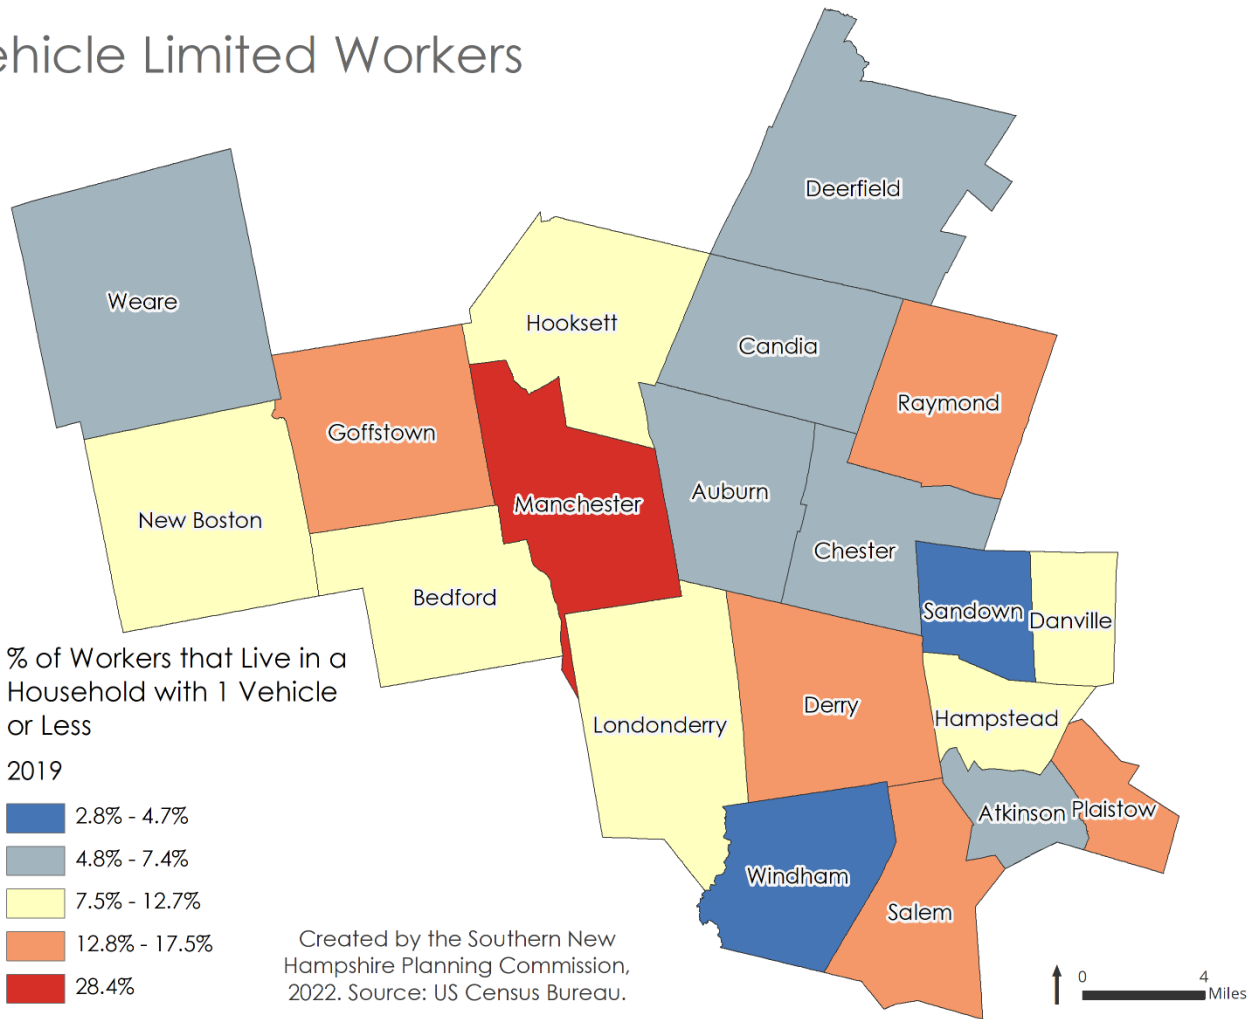 ehicle Limited Workers
Deerfield
Weare
Hooksett
Candia
Raymond
Goffstown
Auburn
Manchester
New Boston
Chester
Bedford
Sandown
Danville
Derry
Hampstead
Londonderry
Atkinson
Plaistow
Windham
Salem
% of Workers that Live in a
Household with 1 Vehicle
or Less
2019
2.8% - 4.7%
4.8% - 7.4%
7.5% - 12.7%
12.8% - 17.5%
28.4%
Created by the Southern New
Hampshire Planning Commission,
2022. Source: US Census Bureau.
0 4
Miles